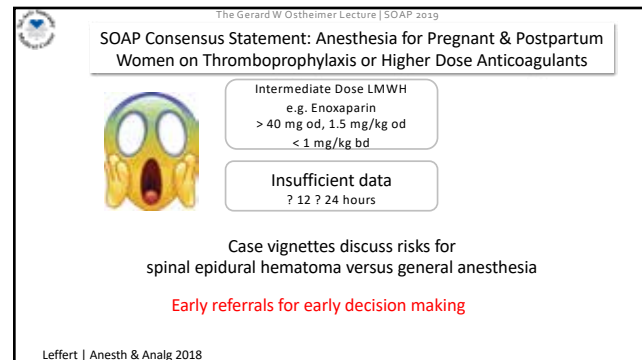 The Gerard W Ostheimer Lecture | SOAP 2019
SOAP Consensus Statement: Anesthesia for Pregnant & Postpartum
Women on Thromboprophylaxis or Higher Dose Anticoagulants
Intermediate Dose LMWH
e.g. Enoxaparin
> 40 mg od, 1.5 mg/kg od
< 1 mg/kg bd
Insufficient data
? 12 ? 24 hours
Case vignettes discuss risks for
spinal epidural hematoma versus general anesthesia
Early referrals for early decision making
Leffert | Anesth & Analg 2018